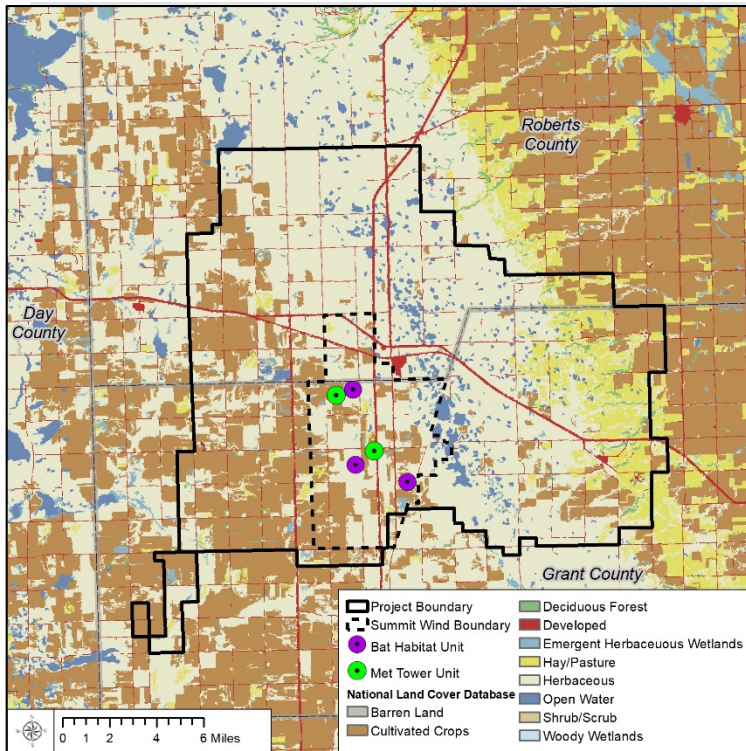 Roberts
County
Day
County
Grant County
Project Boundary
Summit Wind Boundary
Bat Habitat Unit
Met Tower Unit
National Land Cover Database
Barren Land
Cultivated Crops
Deciduous Forest
Developed
Emergent Herbaceuous Wetlands
Hay/Pasture
Herbaceous
Open Water
Shrub/Scrub
Woody Wetlands
0 2 4 6 Miles